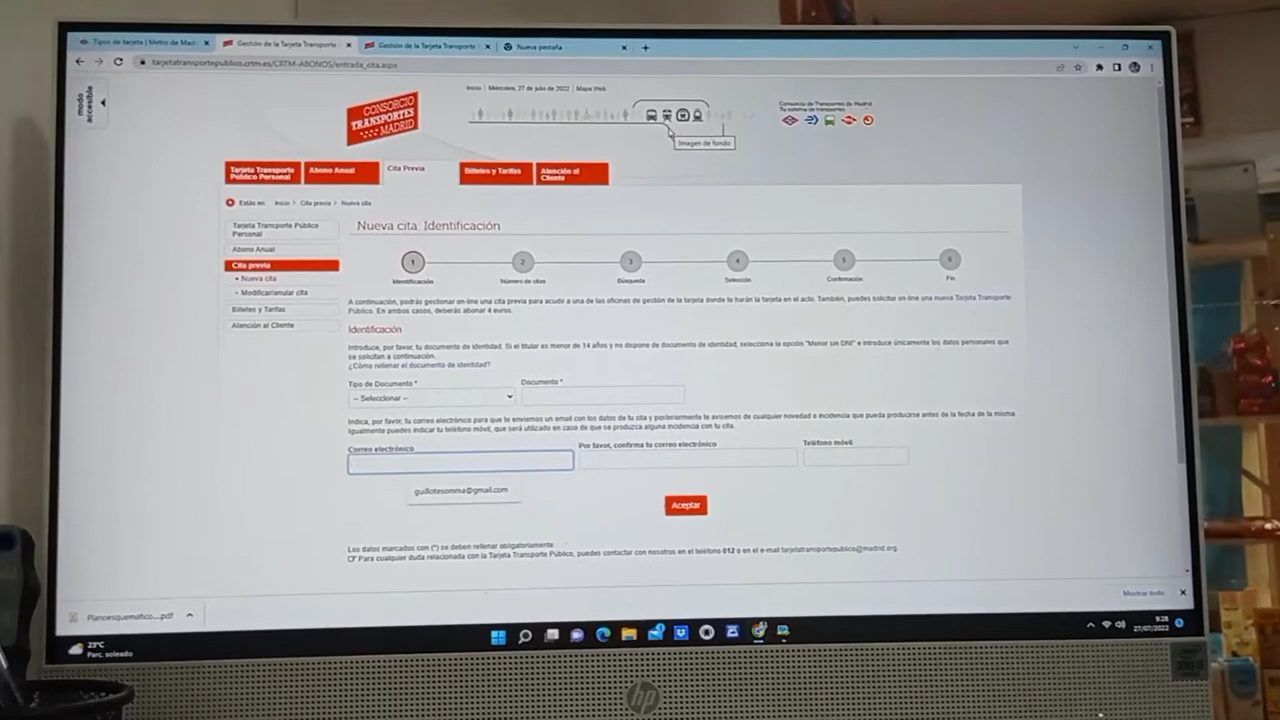 Tipos de tarjeta | Metro de Mad
Gestión de la Tarjeta Transporte
Gestión de la Tarjeta Transporte
Nueva pestaña
tarjetatransportepublico.crtm.es/CRTM-ABONOS/entrada_cita.aspx
modo
accesible
Inicio | Miércoles, 27 de julio de 2022 | Mapa Web
CONSORCIO
TRANSPORTES
MADRID
Consorcio de Transportes de Madrid
Tu sistema de transportes.
Imagen de fondo
Tarjeta Transporte
Público Personal
Abono Anual
Cita Previa
Billetes y Tarifas
Atención al
Cliente
Estás en: Inicio > Cita previa > Nueva cita
Tarjeta Transporte Público
Personal
Abono Anual
Cita previa
Nueva cita
Modificar/anular cita
Billetes y Tarifas
Atención al Cliente
Nueva cita: Identificación
1 2 3 4 5 6
Identificación Número de citas Búsqueda Selección Confirmación Fin
A continuación, podrás gestionar on-line una cita previa para acudir a una de las oficinas de gestión de la tarjeta donde te harán la tarjeta en el acto. También, puedes solicitar on-line una nueva Tarjeta Transporte
Público. En ambos casos, deberás abonar 4 euros.
Identificación
Introduce, por favor, tu documento de identidad. Si el titular es menor de 14 años y no dispone de documento de identidad, selecciona la opción "Menor sin DNI" e introduce únicamente los datos personales que
se solicitan a continuación.
¿Cómo rellenar el documento de identidad?
Tipo de Documento *
Documento *
-- Seleccionar --
Indica, por favor, tu correo electrónico para que te enviemos un email con los datos de tu cita y posteriormente te avisemos de cualquier novedad o incidencia que pueda producirse antes de la fecha de la misma.
Igualmente puedes indicar tu teléfono móvil, que será utilizado en caso de que se produzca alguna incidencia con tu cita.
Correo electrónico
Por favor, confirma tu correo electrónico
Teléfono móvil
guillotesomma@gmail.com
Aceptar
Los datos marcados con (*) se deben rellenar obligatoriamente
Para cualquier duda relacionada con la Tarjeta Transporte Público, puedes contactar con nosotros en el teléfono 012 o en el e-mail tarjetatransportepublico@madrid.org
Planoesquematico....pdf
Mostrar todo
23°C
Parc. soleado
9:28
27/07/2022
hp